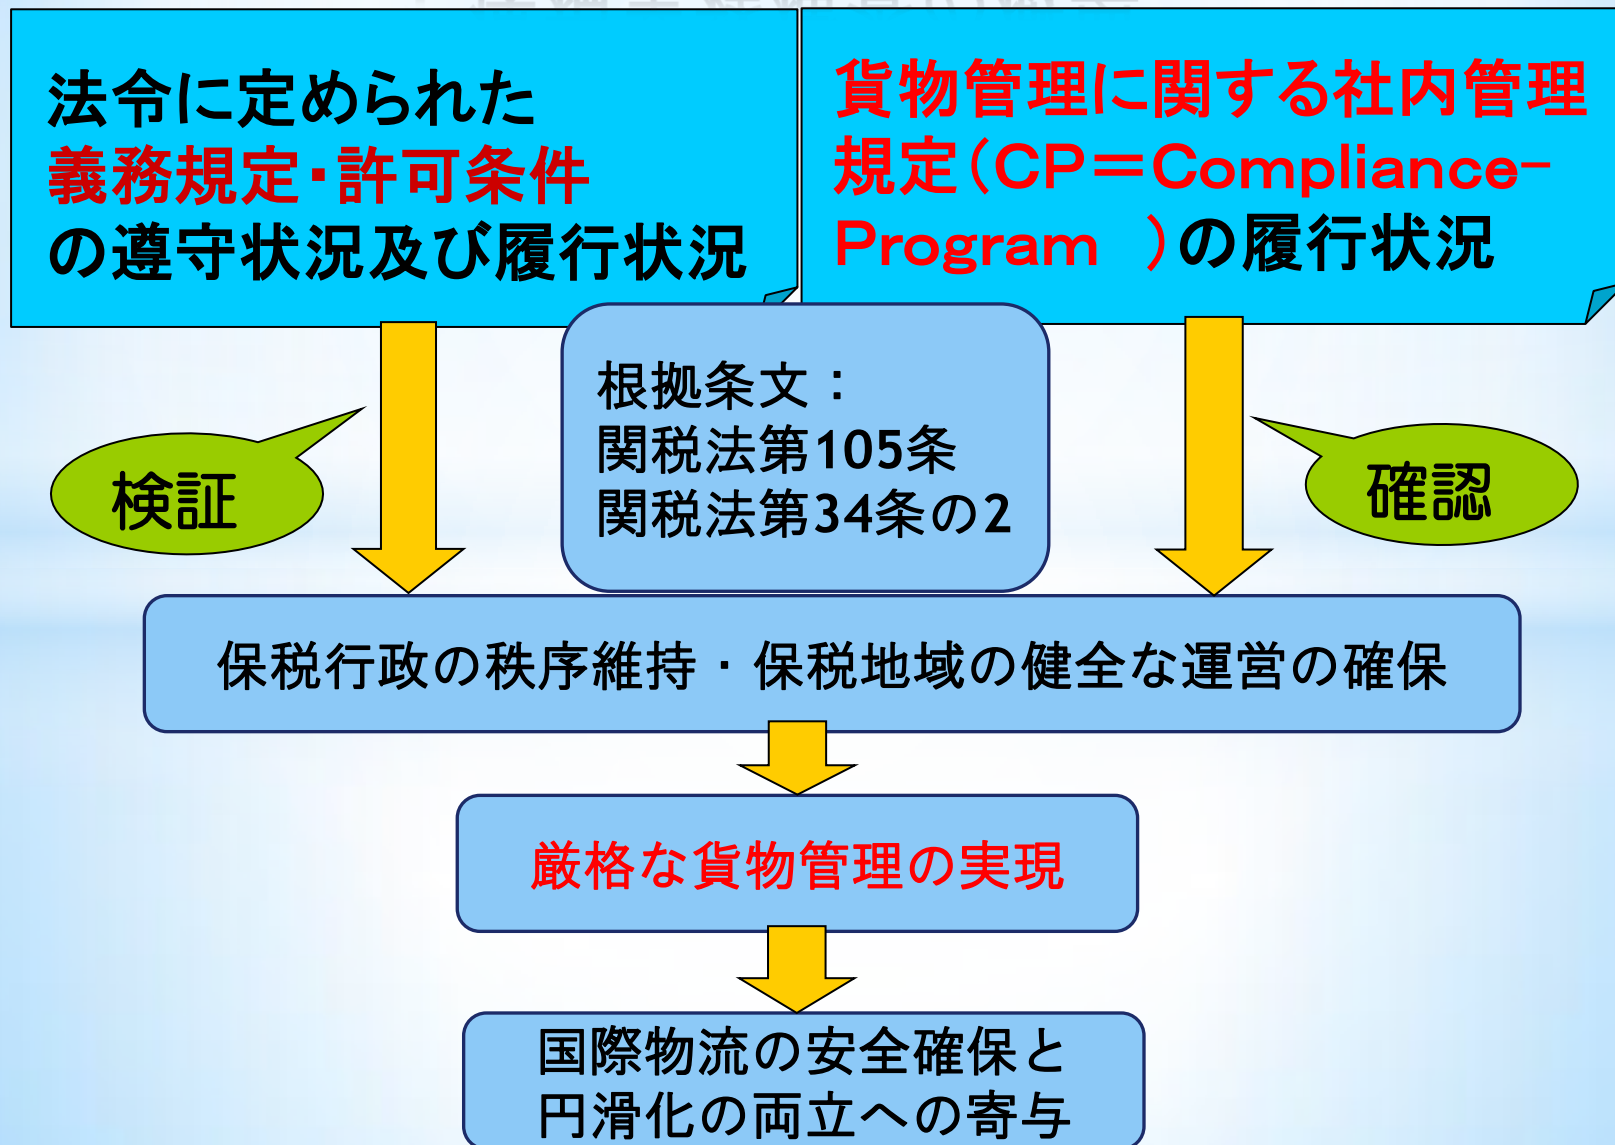 法令に定められた
義務規定・許可条件
の遵守状況及び履行状況
貨物管理に関する社内管理
規定（CP＝Compliance－
Program　）の履行状況
根拠条文：
関税法第105条
関税法第34条の2
検証
確認
保税行政の秩序維持・保税地域の健全な運営の確保
厳格な貨物管理の実現
国際物流の安全確保と
円滑化の両立への寄与